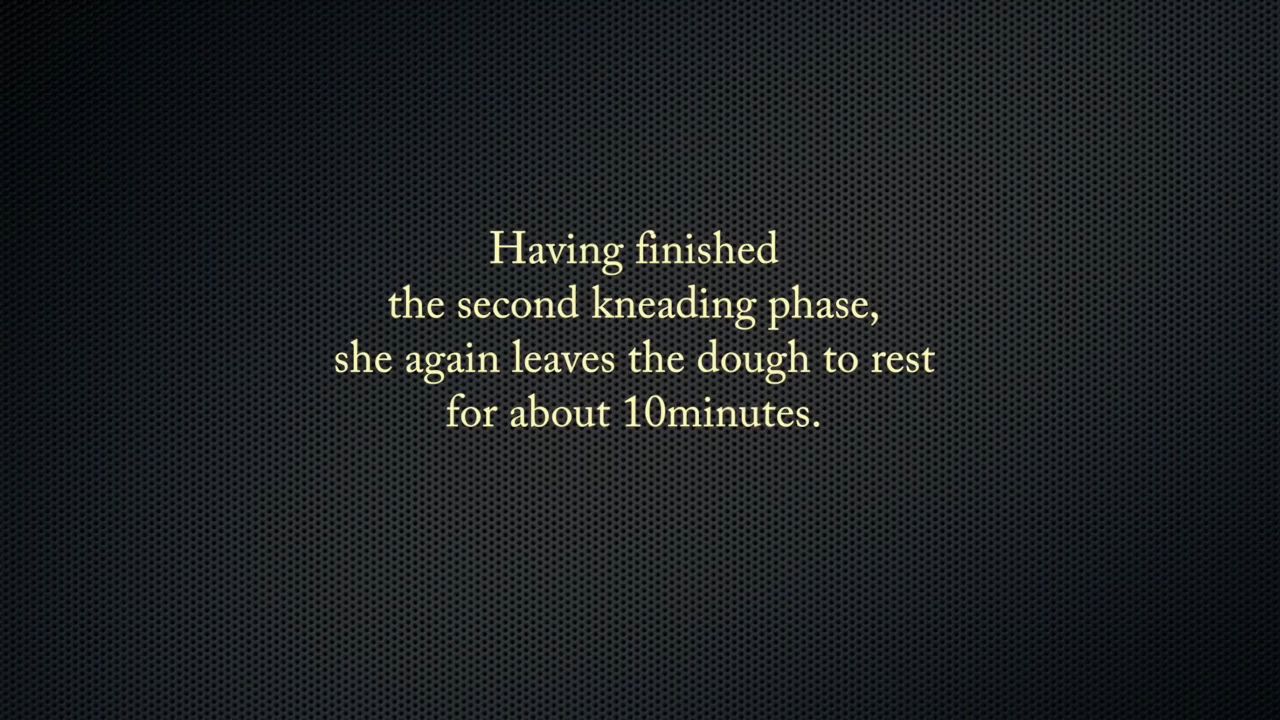 Having finished
the second kneading phase,
she again leaves the dough to rest
for about 10minutes.